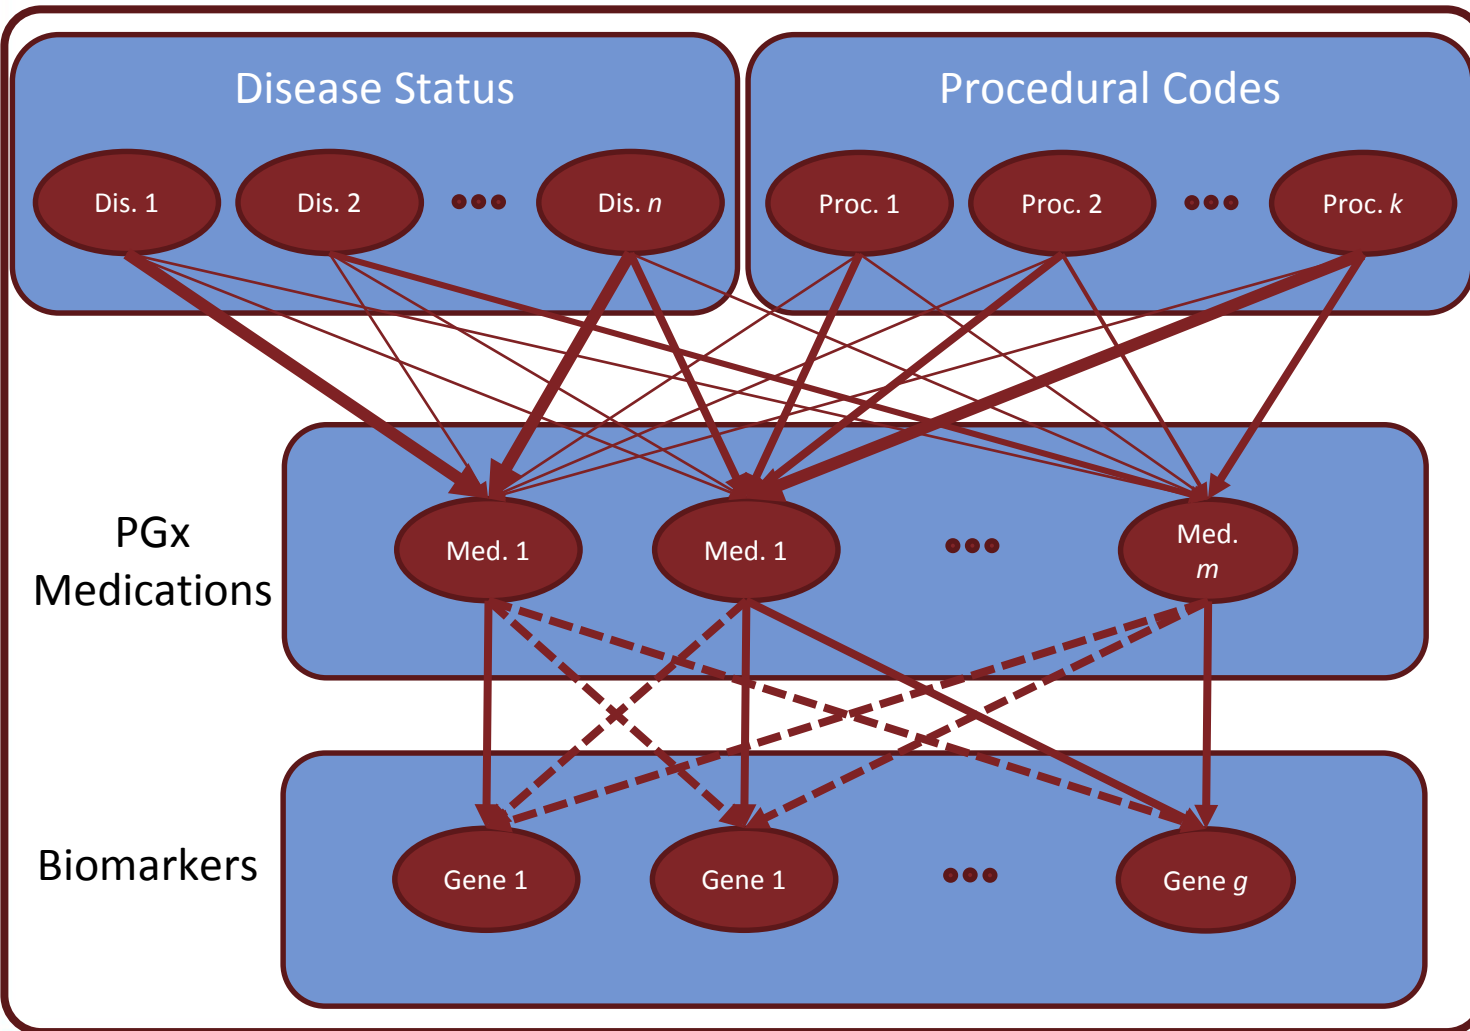 Disease Status
Procedural Codes
Dis. 1
Dis. 2
Dis. n
Proc. 1
Proc. 2
Proc. k
PGx
Medications
Med. 1
Med. 1
Med.
m
Biomarkers
Gene 1
Gene 1
Gene g